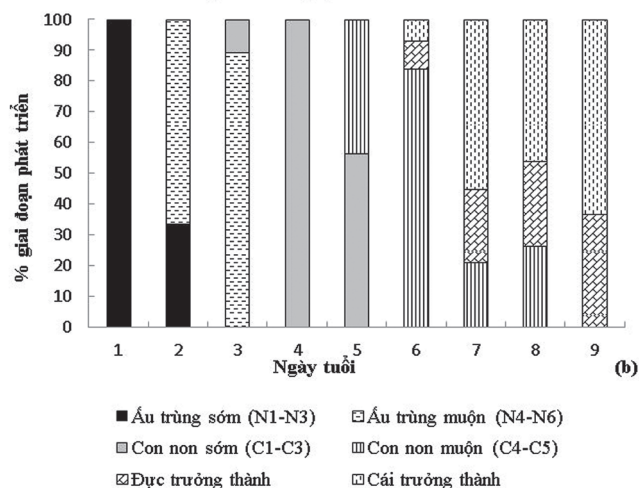 100
90
80
70
60
50
40
30
20
10
0
% giai đoạn phát triển
1 2 3 4 5 6 7 8 9
Ngày tuổi (b)
Ấu trùng sớm (N1-N3) Ấu trùng muộn (N4-N6)
Con non sớm (C1-C3) Con non muộn (C4-C5)
Đực trưởng thành Cái trưởng thành